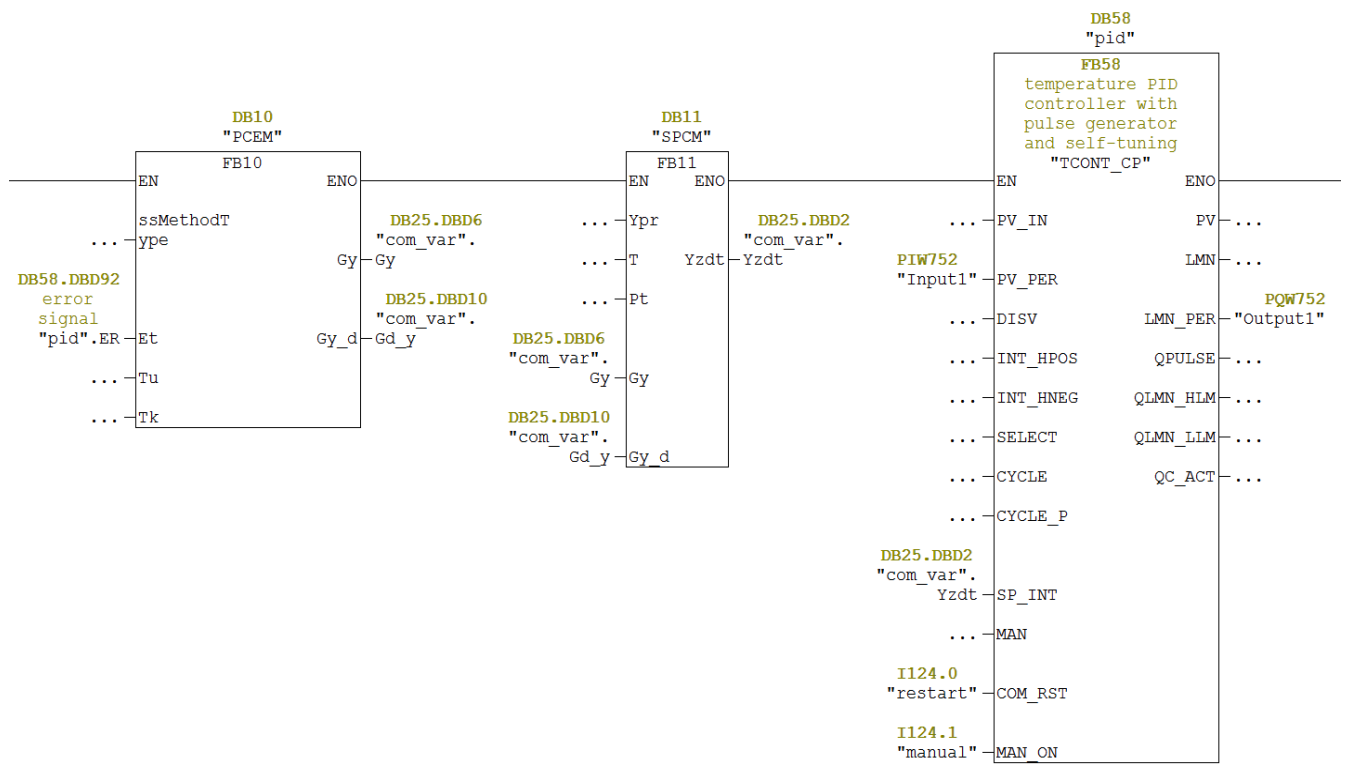 DB10
"PCEM"
FB10
EN
ENO
ssMethodT
... ype
DB25.DBD6
"com_var".
Gy Gy
DB58.DBD92
error
signal
"pid".ER Et
DB25.DBD10
"com_var".
Gy_d Gd_y
... Tu
... Tk
DB11
"SPCM"
FB11
EN
ENO
... Ypr
DB25.DBD2
"com_var".
... T
Yzdt Yzdt
... Pt
DB25.DBD6
"com_var".
Gy Gy
DB25.DBD10
"com_var".
Gd_y Gy_d
DB58
"pid"
FB58
temperature PID
controller with
pulse generator
and self-tuning
"TCONT_CP"
EN
ENO
... PV_IN
PV ...
PIW752
"Input1" PV_PER
LMN ...
... DISV
PQW752
LMN_PER "Output1"
... INT_HPOS
QPULSE ...
... INT_HNEG
QLMN_HLM ...
... SELECT
QLMN_LLM ...
... CYCLE
QC_ACT ...
... CYCLE_P
DB25.DBD2
"com_var".
Yzdt SP_INT
... MAN
I124.0
"restart" COM_RST
I124.1
"manual" MAN_ON